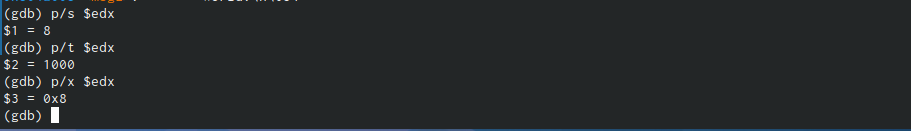 (gdb) p/s $edx
$1 = 8
(gdb) p/t $edx
$2 = 1000
(gdb) p/x $edx
$3 = 0x8
(gdb)